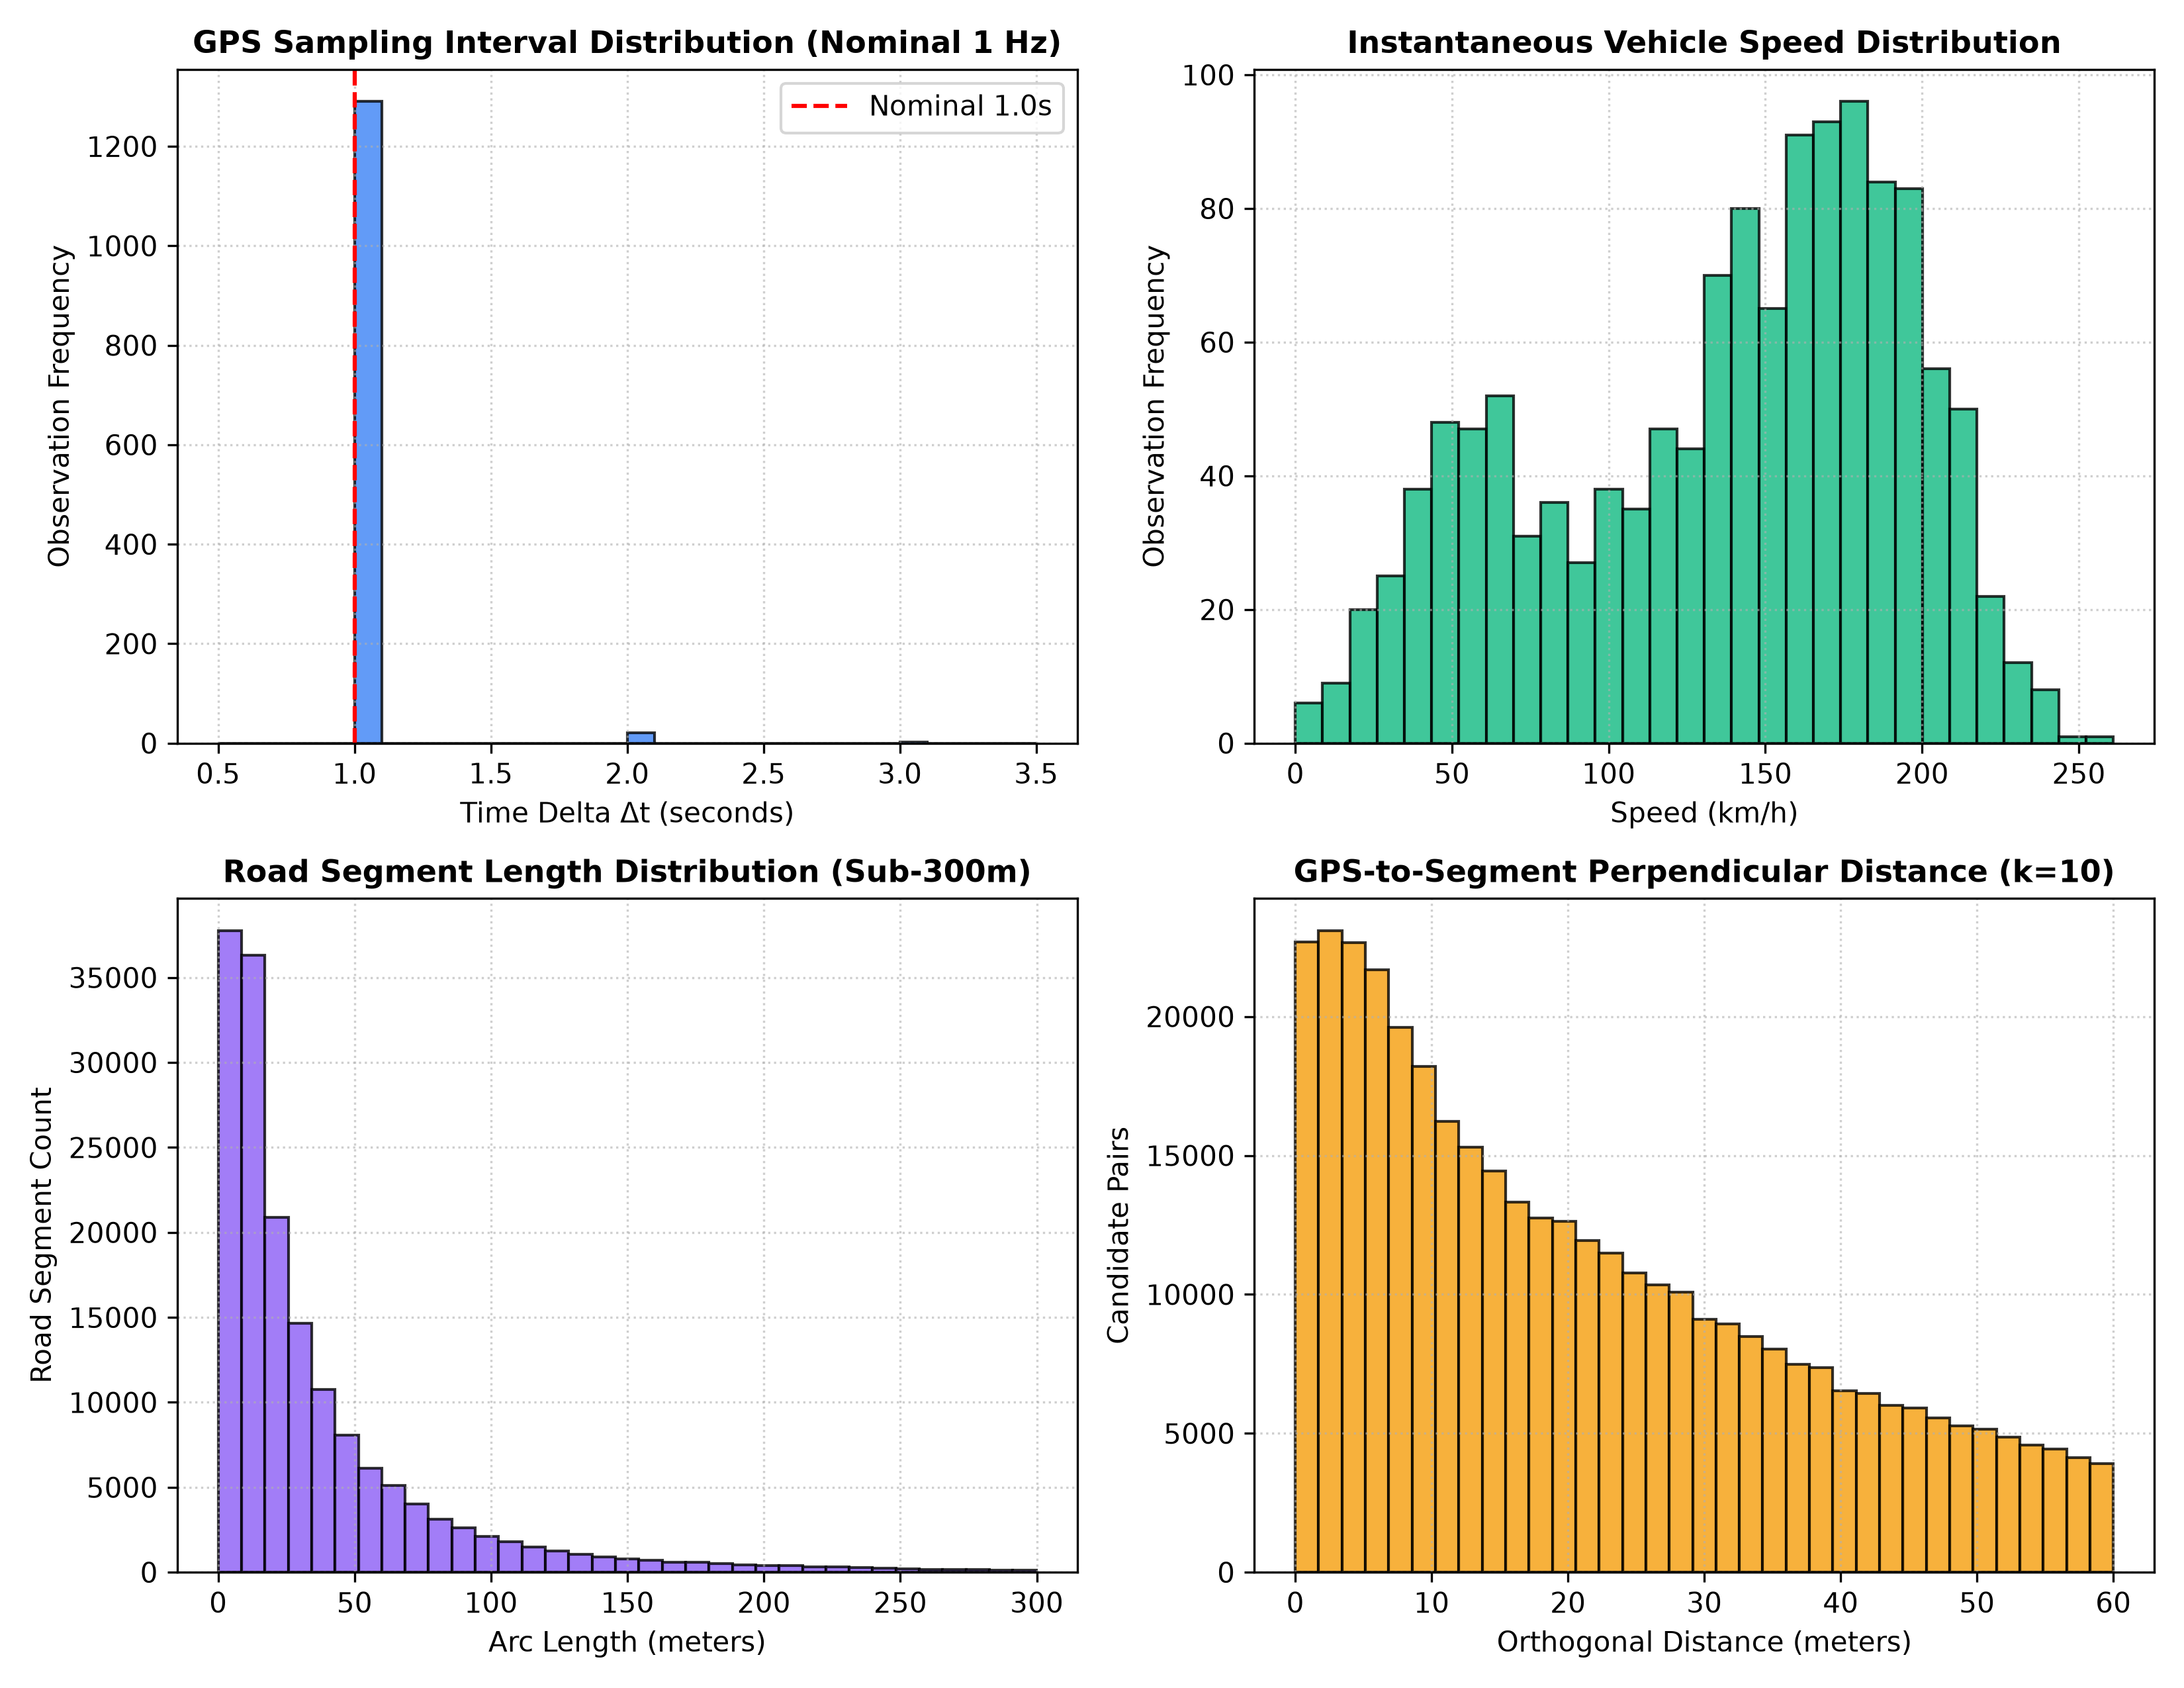 GPS Sampling Interval Distribution (Nominal 1 Hz)
Nominal 1.0s
Observation Frequency
0
200
400
600
800
1000
1200
0.5 1.0 1.5 2.0 2.5 3.0 3.5
Time Delta Δt (seconds)
Instantaneous Vehicle Speed Distribution
Observation Frequency
0
20
40
60
80
100
0 50 100 150 200 250
Speed (km/h)
Road Segment Length Distribution (Sub-300m)
Road Segment Count
0
5000
10000
15000
20000
25000
30000
35000
0 50 100 150 200 250 300
Arc Length (meters)
GPS-to-Segment Perpendicular Distance (k=10)
Candidate Pairs
0
5000
10000
15000
20000
0 10 20 30 40 50 60
Orthogonal Distance (meters)